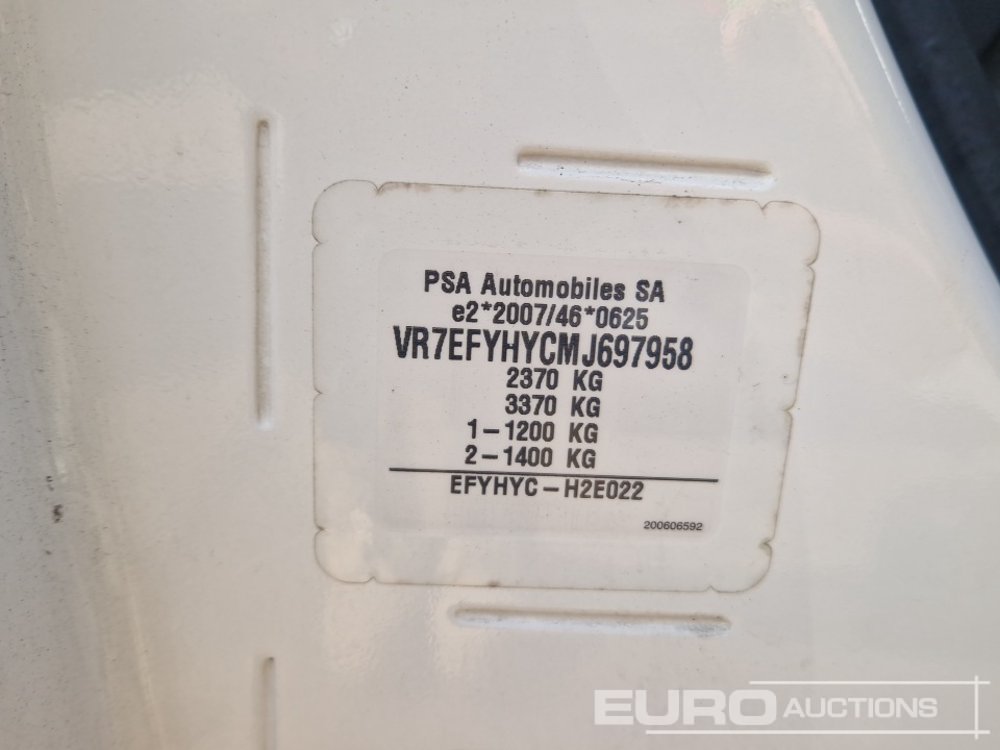 PSA Automobiles SA
e2*2007/46*0625
VR7EFYHYCMJ697958
2370 KG
3370 KG
1-1200 KG
2-1400 KG
EFYHYC-H2E022
200606592
EURO AUCTIONS